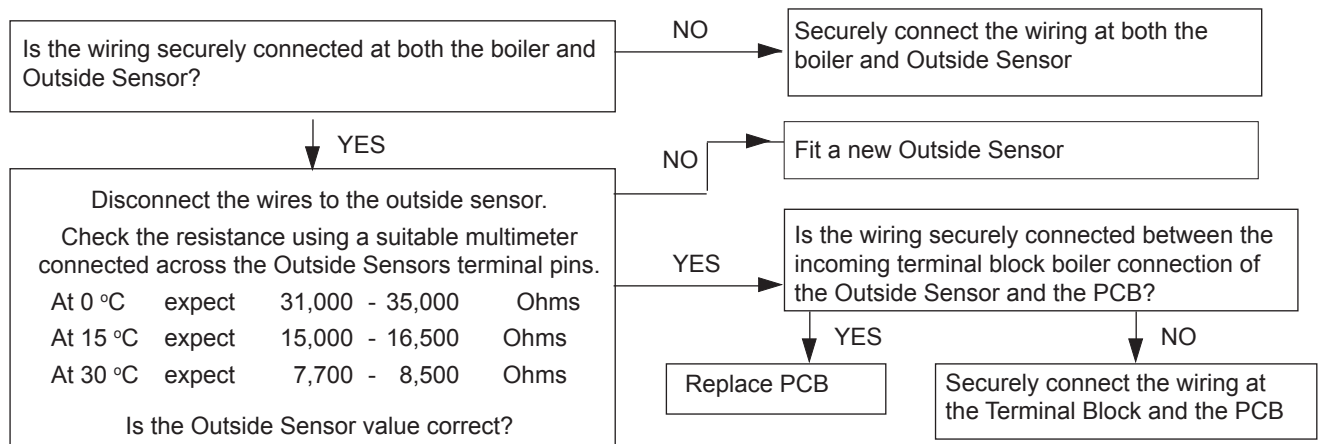 Is the wiring securely connected at both the boiler and
Outside Sensor?
NO
Securely connect the wiring at both the
boiler and Outside Sensor
YES
Disconnect the wires to the outside sensor.
Check the resistance using a suitable multimeter
connected across the Outside Sensors terminal pins.
At 0 °C expect 31,000 - 35,000 Ohms
At 15 °C expect 15,000 - 16,500 Ohms
At 30 °C expect 7,700 - 8,500 Ohms
Is the Outside Sensor value correct?
NO
Fit a new Outside Sensor
YES
Is the wiring securely connected between the
incoming terminal block boiler connection of
the Outside Sensor and the PCB?
YES
Replace PCB
NO
Securely connect the wiring at
the Terminal Block and the PCB